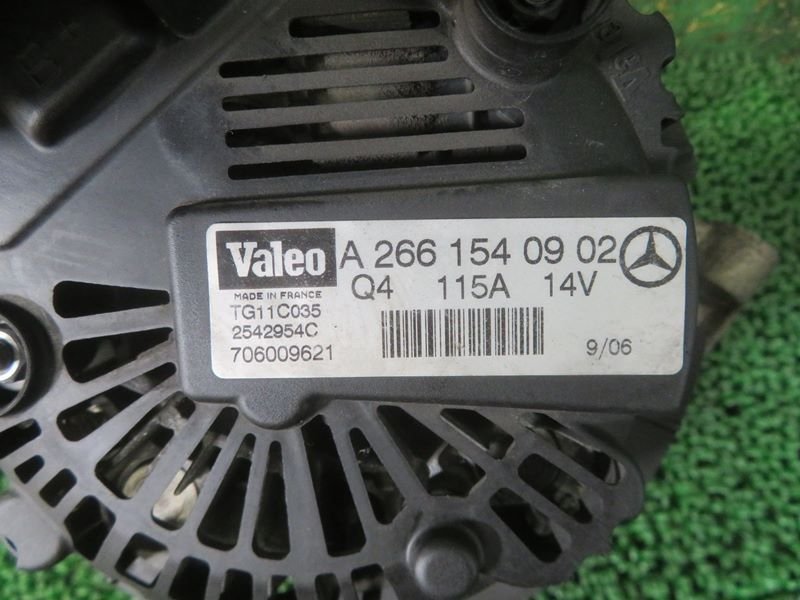 Valeo A 266 154 09 02
MADE IN FRANCE Q4 115A 14V
TG11C035
2542954C
706009621 9/06